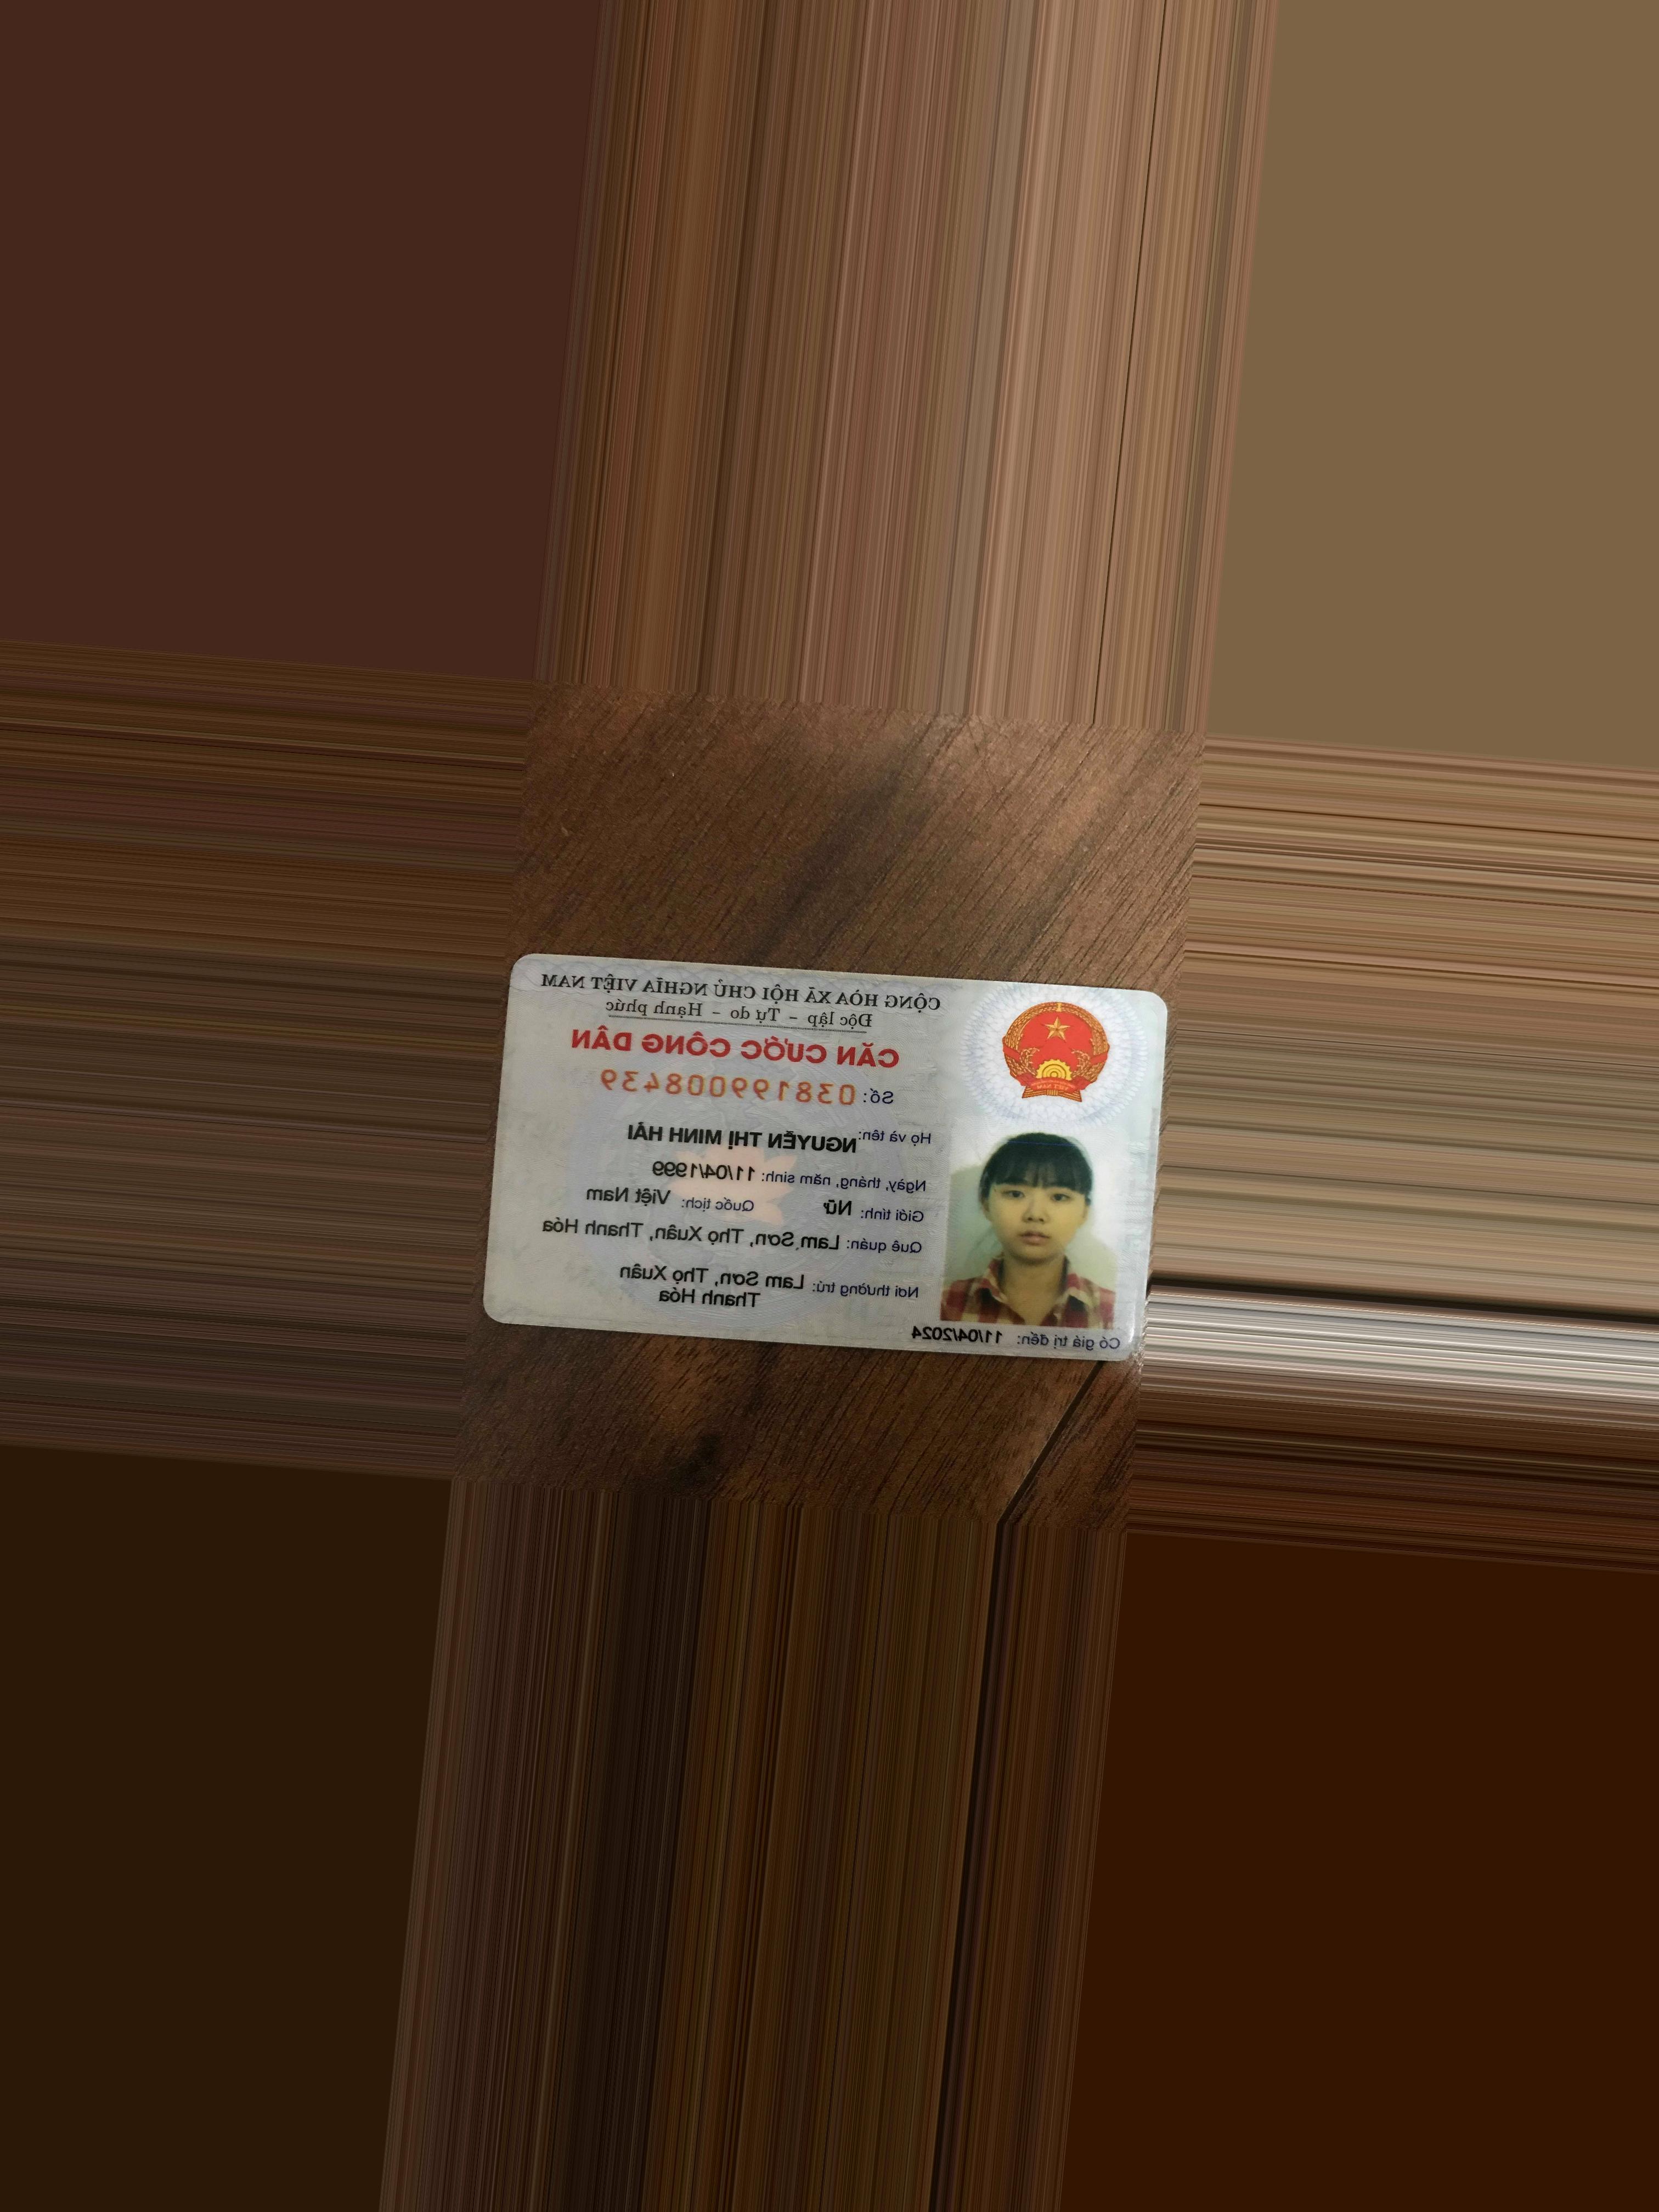 CỘNG HÒA XÃ HỘI CHỦ NGHĨA VIỆT NAM
Độc lập - Tự do - Hạnh phúc
CĂN CƯỚC CÔNG DÂN
Số: 038199008439
Họ và tên: NGUYỄN THỊ MINH HẢI
Ngày, tháng, năm sinh: 11/04/1999
Giới tính: Nữ Quốc tịch: Việt Nam
Quê quán: Lam Sơn, Thọ Xuân, Thanh Hóa
Nơi thường trú: Lam Sơn, Thọ Xuân
Thanh Hóa
Có giá trị đến: 11/04/2024
VIỆT NAM